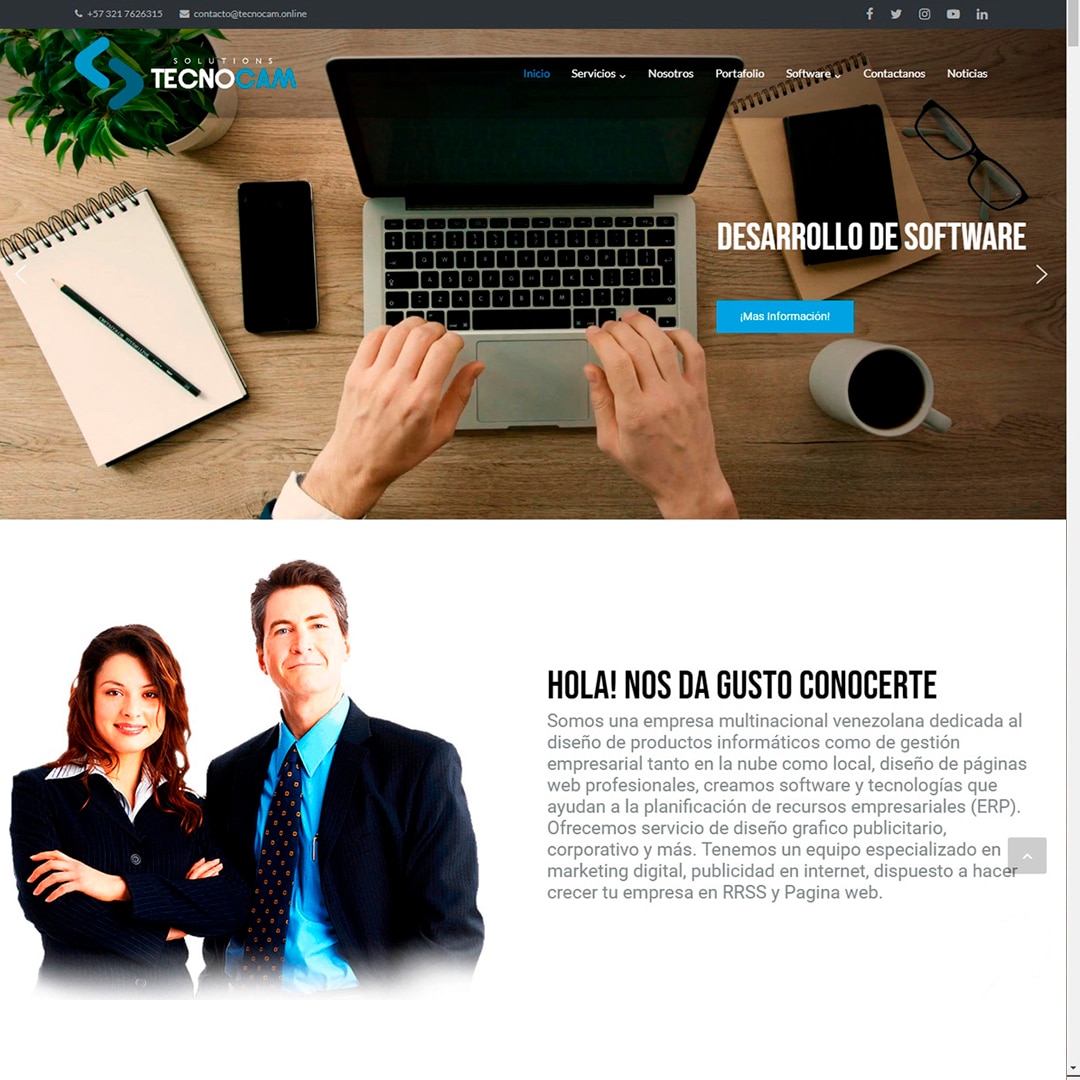 +57 321 7626315 contacto@tecnocam.online
SOLUTIONS
TECNOCAM
Inicio Servicios Nosotros Portafolio Software Contactanos Noticias
DESARROLLO DE SOFTWARE
¡Mas Información!
HOLA! NOS DA GUSTO CONOCERTE
Somos una empresa multinacional venezolana dedicada al
diseño de productos informáticos como de gestión
empresarial tanto en la nube como local, diseño de páginas
web profesionales, creamos software y tecnologías que
ayudan a la planificación de recursos empresariales (ERP).
Ofrecemos servicio de diseño grafico publicitario,
corporativo y más. Tenemos un equipo especializado en
marketing digital, publicidad en internet, dispuesto a hacer
crecer tu empresa en RRSS y Pagina web.